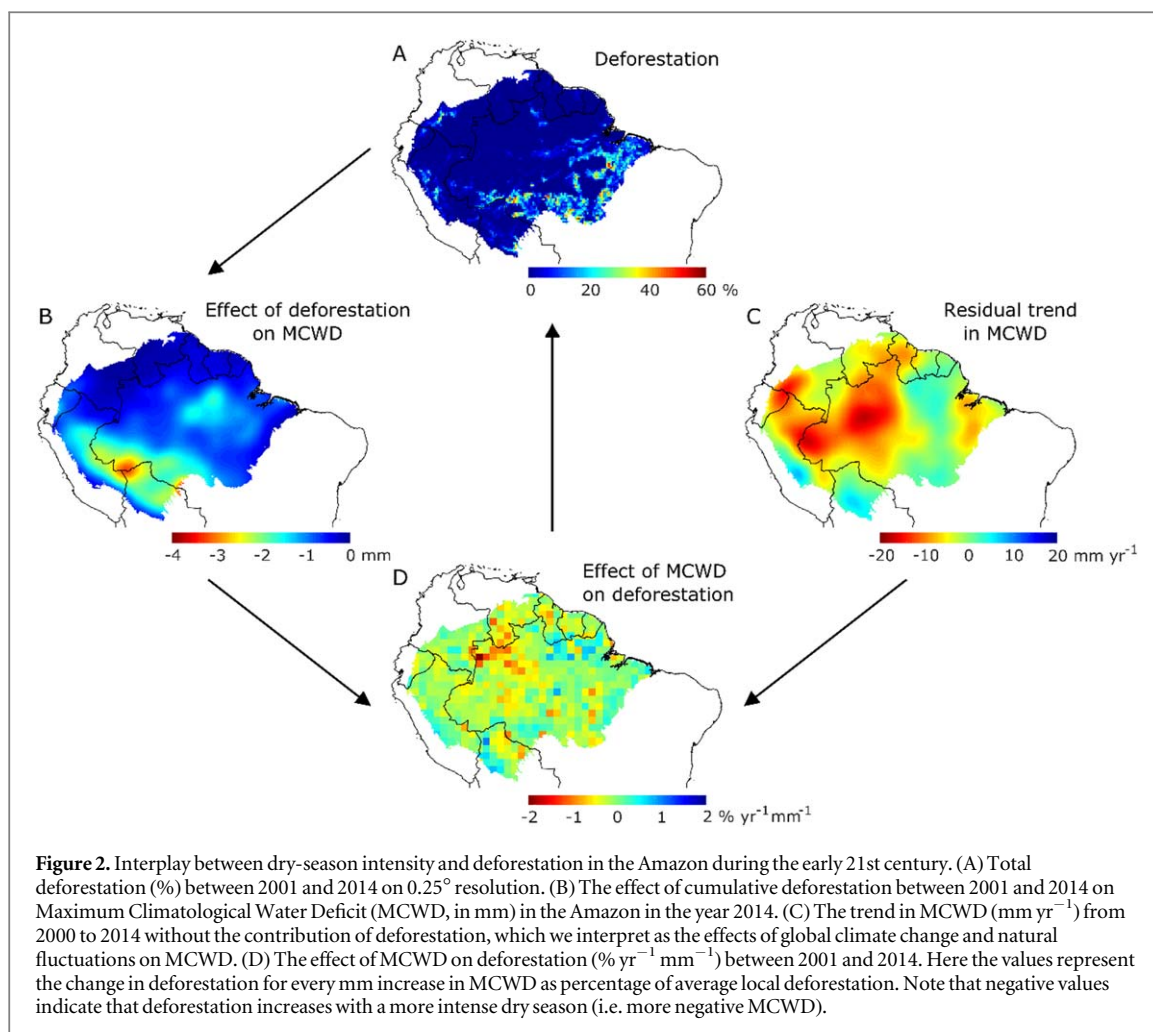 A
Deforestation
0 20 40 60 %
B
Effect of deforestation
on MCWD
-4 -3 -2 -1 0 mm
C
Residual trend
in MCWD
-20 -10 0 10 20 mm yr⁻¹
D
Effect of MCWD
on deforestation
-2 -1 0 1 2 % yr⁻¹mm⁻¹
Figure 2. Interplay between dry-season intensity and deforestation in the Amazon during the early 21st century. (A) Total
deforestation (%) between 2001 and 2014 on 0.25° resolution. (B) The effect of cumulative deforestation between 2001 and 2014 on
Maximum Climatological Water Deficit (MCWD, in mm) in the Amazon in the year 2014. (C) The trend in MCWD (mm yr⁻¹) from
2000 to 2014 without the contribution of deforestation, which we interpret as the effects of global climate change and natural
fluctuations on MCWD. (D) The effect of MCWD on deforestation (% yr⁻¹ mm⁻¹) between 2001 and 2014. Here the values represent
the change in deforestation for every mm increase in MCWD as percentage of average local deforestation. Note that negative values
indicate that deforestation increases with a more intense dry season (i.e. more negative MCWD).